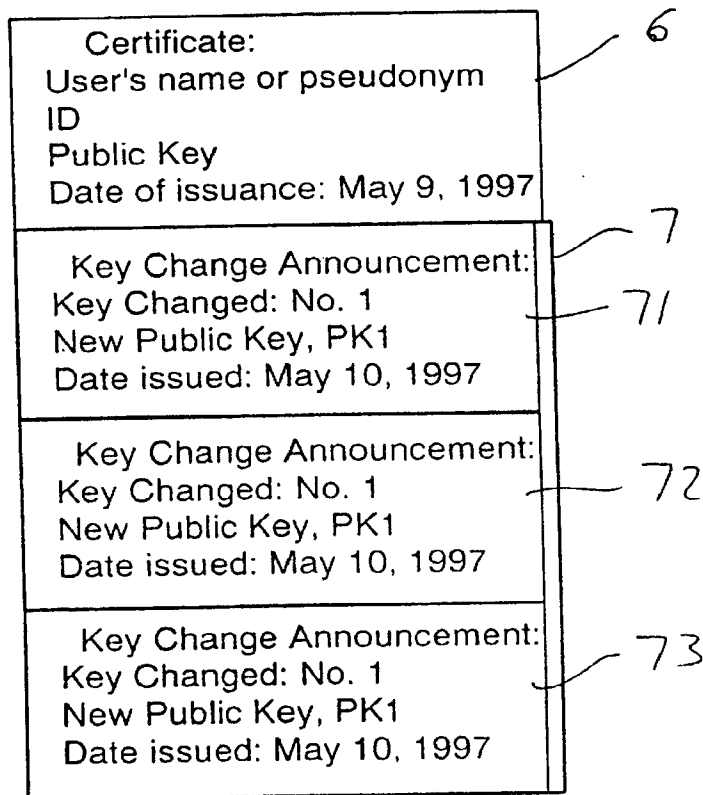 Certificate: 6
User's name or pseudonym
ID
Public Key
Date of issuance: May 9, 1997
7
Key Change Announcement:
Key Changed: No. 1 71
New Public Key, PK1
Date issued: May 10, 1997
Key Change Announcement:
Key Changed: No. 1 72
New Public Key, PK1
Date issued: May 10, 1997
Key Change Announcement:
Key Changed: No. 1 73
New Public Key, PK1
Date issued: May 10, 1997